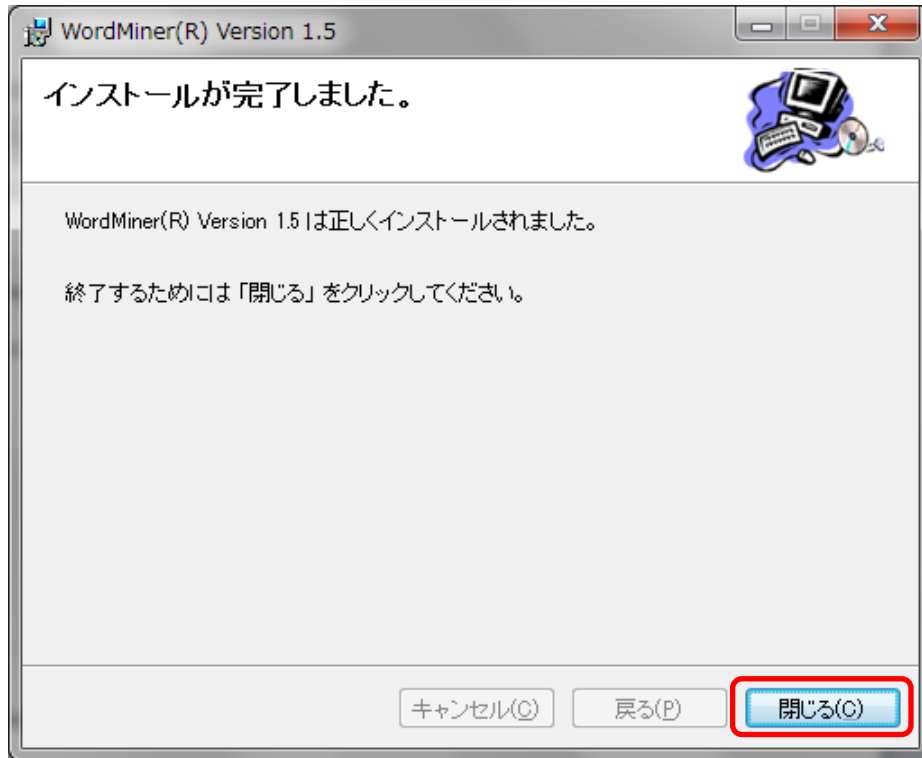 WordMiner(R) Version 1.5
インストールが完了しました。
WordMiner(R) Version 1.5 は正しくインストールされました。
終了するためには「閉じる」をクリックしてください。
キャンセル(C) 戻る(P) 閉じる(C)